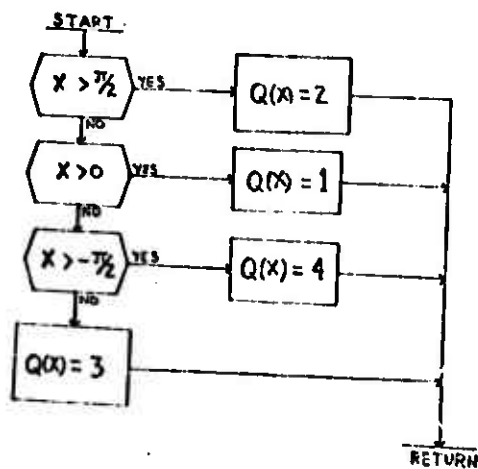 START
X > π/2
YES
Q(X) = 2
NO
X > 0
YES
Q(X) = 1
NO
X > -π/2
YES
Q(X) = 4
NO
Q(X) = 3
RETURN